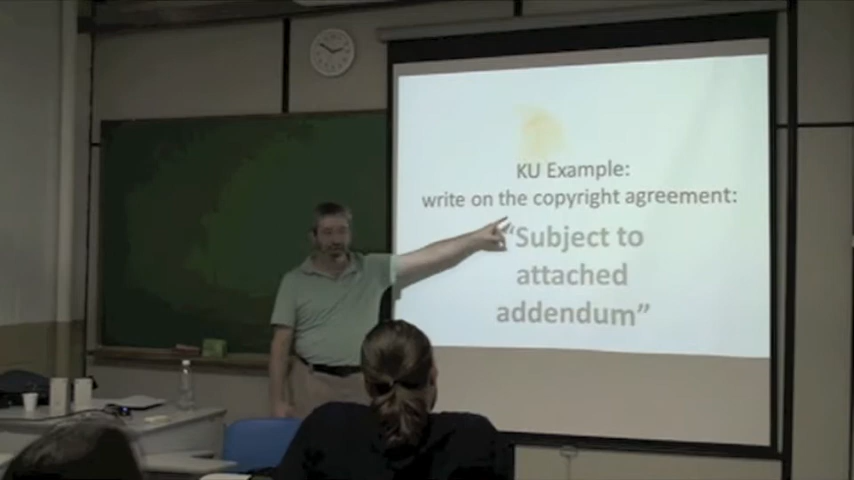 KU Example:
write on the copyright agreement:
“Subject to
attached
addendum”